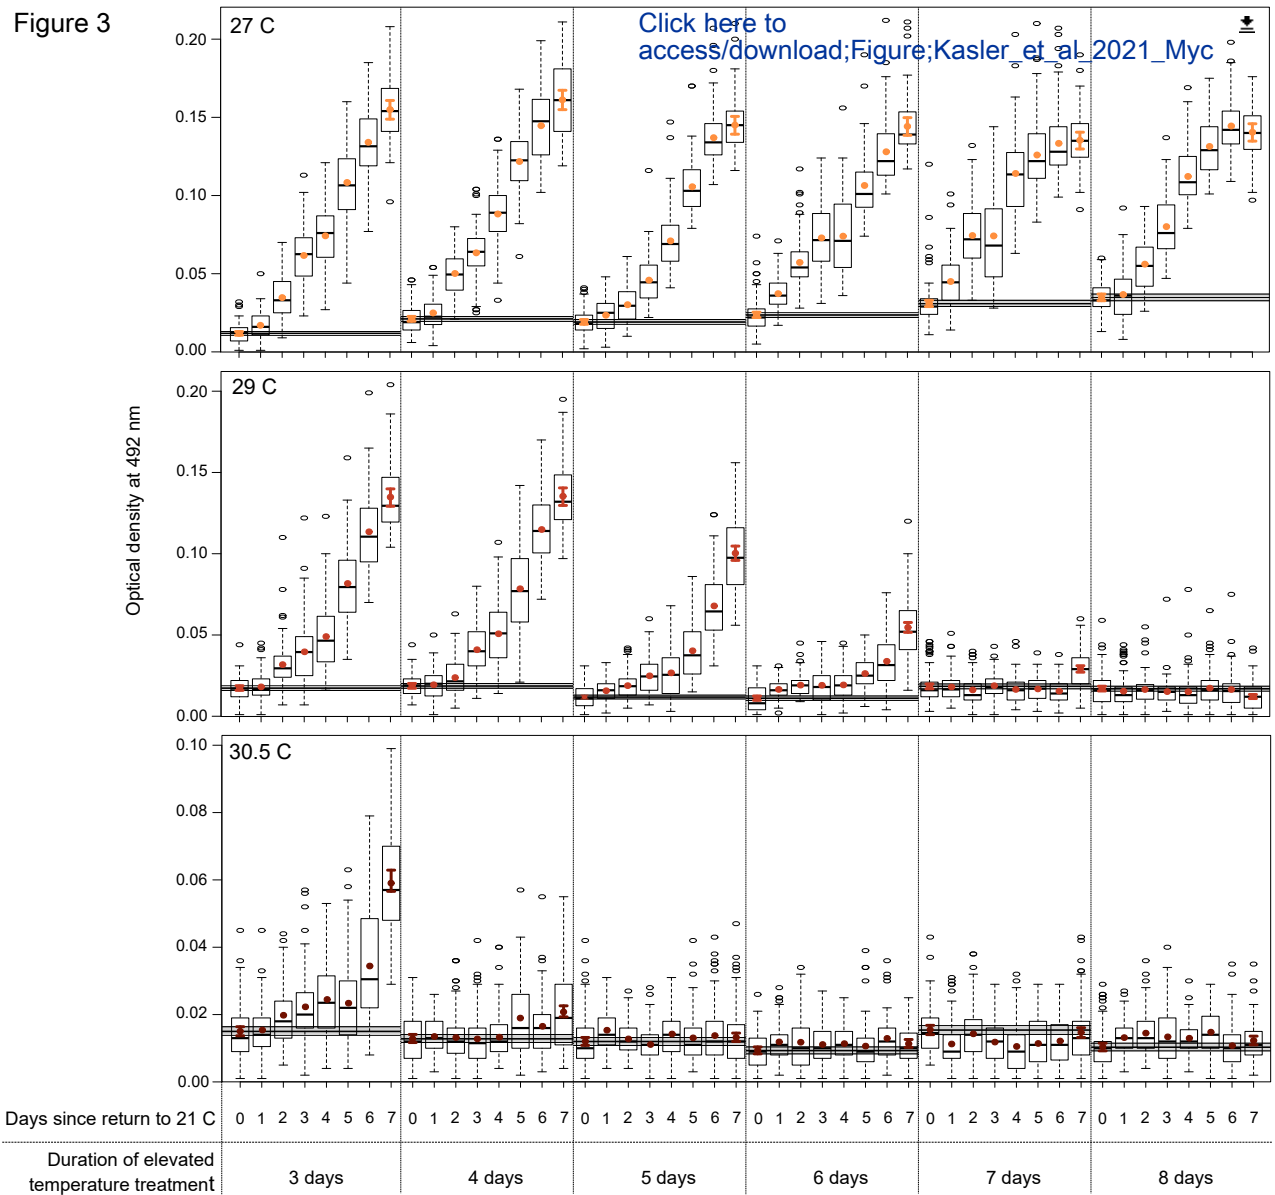 Figure 3
Click here to
access/download;Figure;Kasler_et_al_2021_Myc
27 C
0.20
0.15
0.10
0.05
0.00
29 C
0.20
0.15
0.10
0.05
0.00
Optical density at 492 nm
30.5 C
0.10
0.08
0.06
0.04
0.02
0.00
Days since return to 21 C 0 1 2 3 4 5 6 7 0 1 2 3 4 5 6 7 0 1 2 3 4 5 6 7 0 1 2 3 4 5 6 7 0 1 2 3 4 5 6 7 0 1 2 3 4 5 6 7
Duration of elevated
temperature treatment 3 days 4 days 5 days 6 days 7 days 8 days